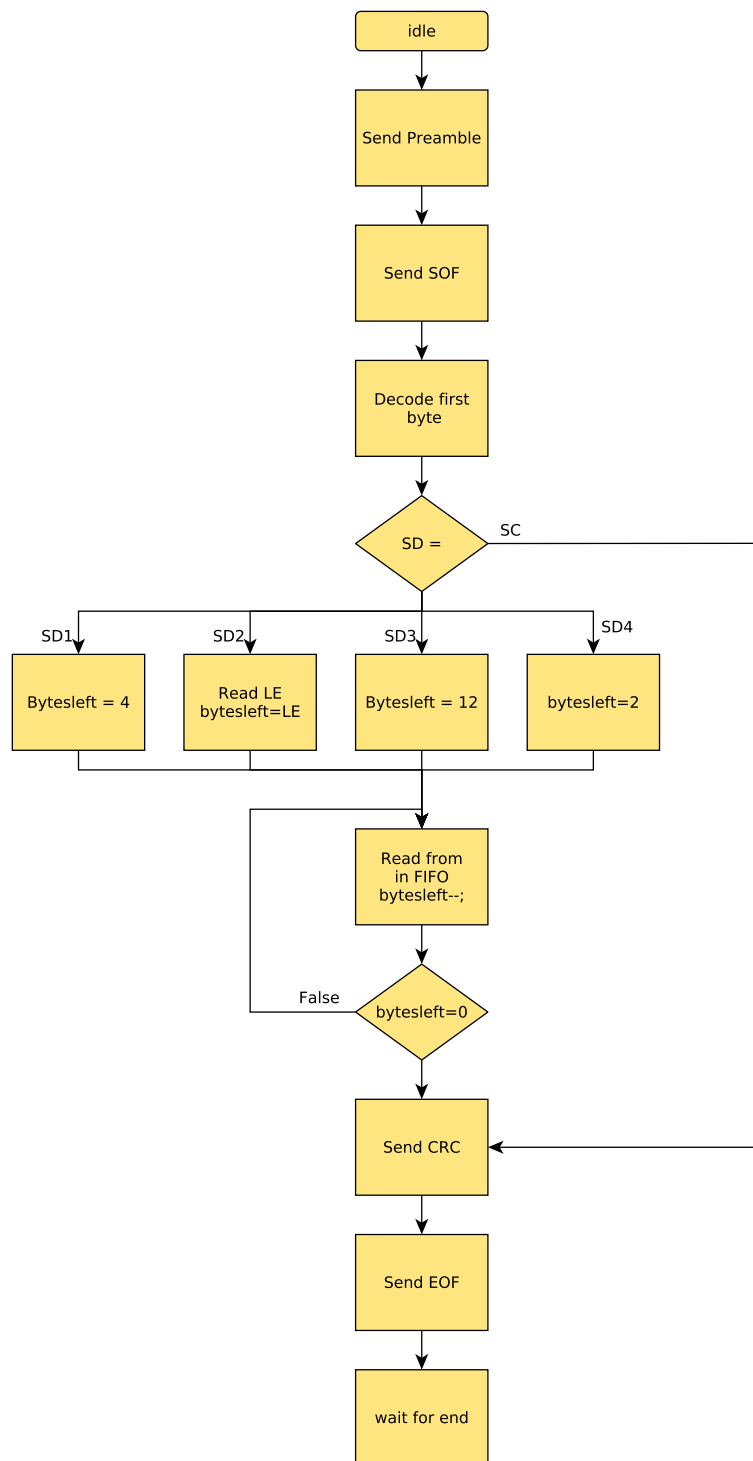 idle
Send Preamble
Send SOF
Decode first
byte
SD =
SC
SD1
SD2
SD3
SD4
Bytesleft = 4
Read LE
bytesleft=LE
Bytesleft = 12
bytesleft=2
Read from
in FIFO
bytesleft--;
False
bytesleft=0
Send CRC
Send EOF
wait for end